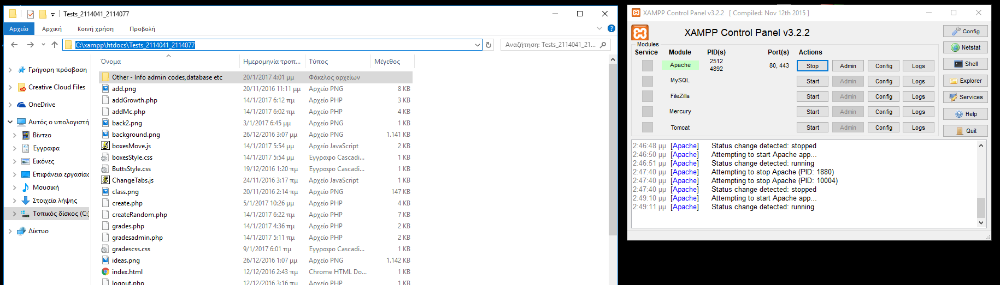 Tests_2114041_2114077
Αρχείο Αρχική Κοινή χρήση Προβολή
C:\xampp\htdocs\Tests_2114041_2114077 Αναζήτηση: Tests_2114041_21...
Όνομα Ημερομηνία τροπ... Τύπος Μέγεθος
Γρήγορη πρόσβαση
Creative Cloud Files
OneDrive
Αυτός ο υπολογιστή
Βίντεο
Έγγραφα
Εικόνες
Επιφάνεια εργασίας
Μουσική
Στοιχεία λήψης
Τοπικός δίσκος (C:
Δίκτυο
Other - Info admin codes,database etc 20/1/2017 4:01 μμ Φάκελος αρχείων
add.png 20/11/2016 11:11 μμ Αρχείο PNG 8 KB
addGrowth.php 14/1/2017 6:12 πμ Αρχείο PHP 3 KB
addMc.php 14/1/2017 6:02 πμ Αρχείο PHP 4 KB
back2.png 3/1/2017 6:45 μμ Αρχείο PNG 1 KB
background.png 26/12/2016 3:07 μμ Αρχείο PNG 1.141 KB
boxesMove.js 14/1/2017 5:54 μμ Αρχείο JavaScript 2 KB
boxesStyle.css 14/1/2017 5:54 μμ Έγγραφο Cascadi... 1 KB
ButtsStyle.css 19/12/2016 1:20 πμ Έγγραφο Cascadi... 1 KB
ChangeTabs.js 24/11/2016 3:17 πμ Αρχείο JavaScript 1 KB
class.png 20/11/2016 2:14 πμ Αρχείο PNG 147 KB
create.php 5/1/2017 10:26 μμ Αρχείο PHP 4 KB
createRandom.php 14/1/2017 6:22 πμ Αρχείο PHP 7 KB
grades.php 14/1/2017 4:36 πμ Αρχείο PHP 2 KB
gradesadmin.php 14/1/2017 5:11 πμ Αρχείο PHP 2 KB
gradescss.css 9/1/2017 6:01 πμ Έγγραφο Cascadi... 1 KB
ideas.png 26/12/2016 1:07 μμ Αρχείο PNG 1.142 KB
index.html 12/12/2016 2:43 πμ Chrome HTML Do... 1 KB
logout.php 12/12/2016 3:16 πμ Αρχείο PHP 1 KB
XAMPP Control Panel v3.2.2 [ Compiled: Nov 12th 2015 ]
XAMPP Control Panel v3.2.2
Modules
Service Module PID(s) Port(s) Actions
Apache 2512 4892 80, 443 Stop Admin Config Logs
MySQL Start Admin Config Logs
FileZilla Start Admin Config Logs
Mercury Start Admin Config Logs
Tomcat Start Admin Config Logs
Config
Netstat
Shell
Explorer
Services
Help
Quit
2:46:48 μμ [Apache] Status change detected: stopped
2:46:50 μμ [Apache] Attempting to start Apache app...
2:46:51 μμ [Apache] Status change detected: running
2:47:40 μμ [Apache] Attempting to stop Apache (PID: 1880)
2:47:40 μμ [Apache] Attempting to stop Apache (PID: 10004)
2:47:40 μμ [Apache] Status change detected: stopped
2:49:10 μμ [Apache] Attempting to start Apache app...
2:49:11 μμ [Apache] Status change detected: running